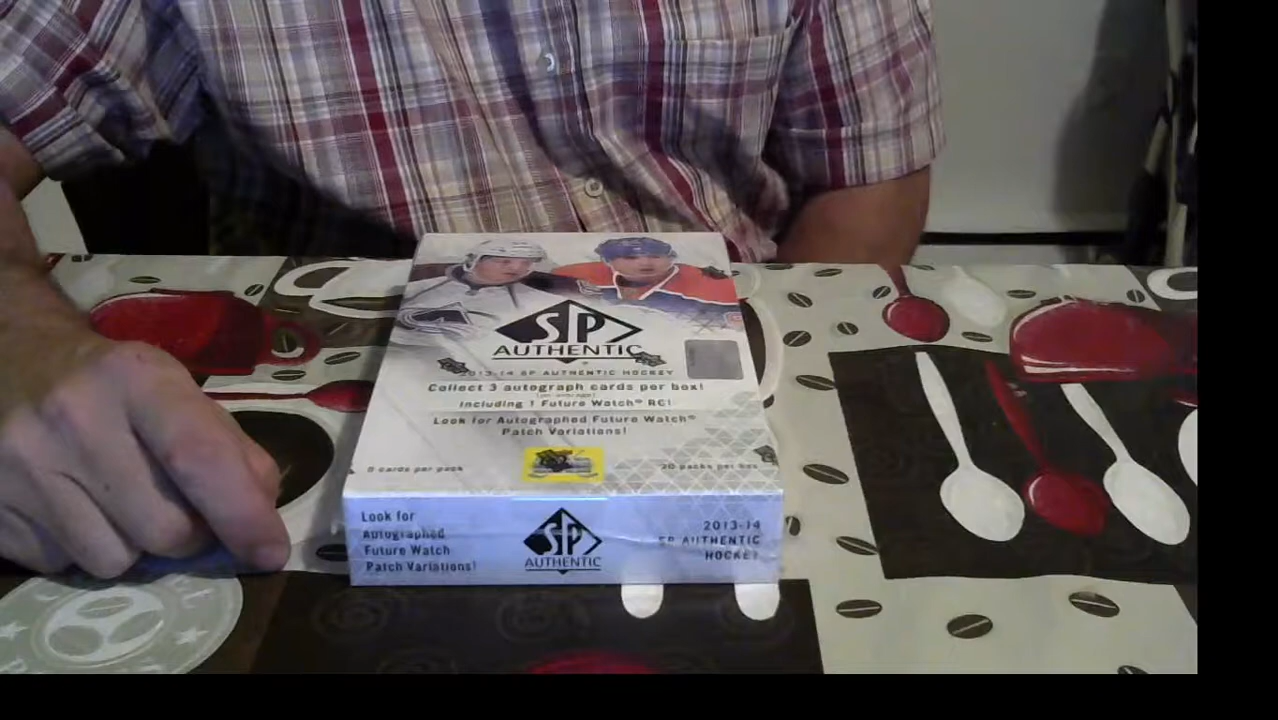 SP
AUTHENTIC
2013-14 SP AUTHENTIC HOCKEY
Collect 3 autograph cards per box!
(on average)
Including 1 Future Watch® RC!
Look for Autographed Future Watch®
Patch Variations!
cards per pack
20 packs per box
Look for
Autographed
Future Watch
Patch Variations!
SP
AUTHENTIC
2013-14
SP AUTHENTIC
HOCKEY